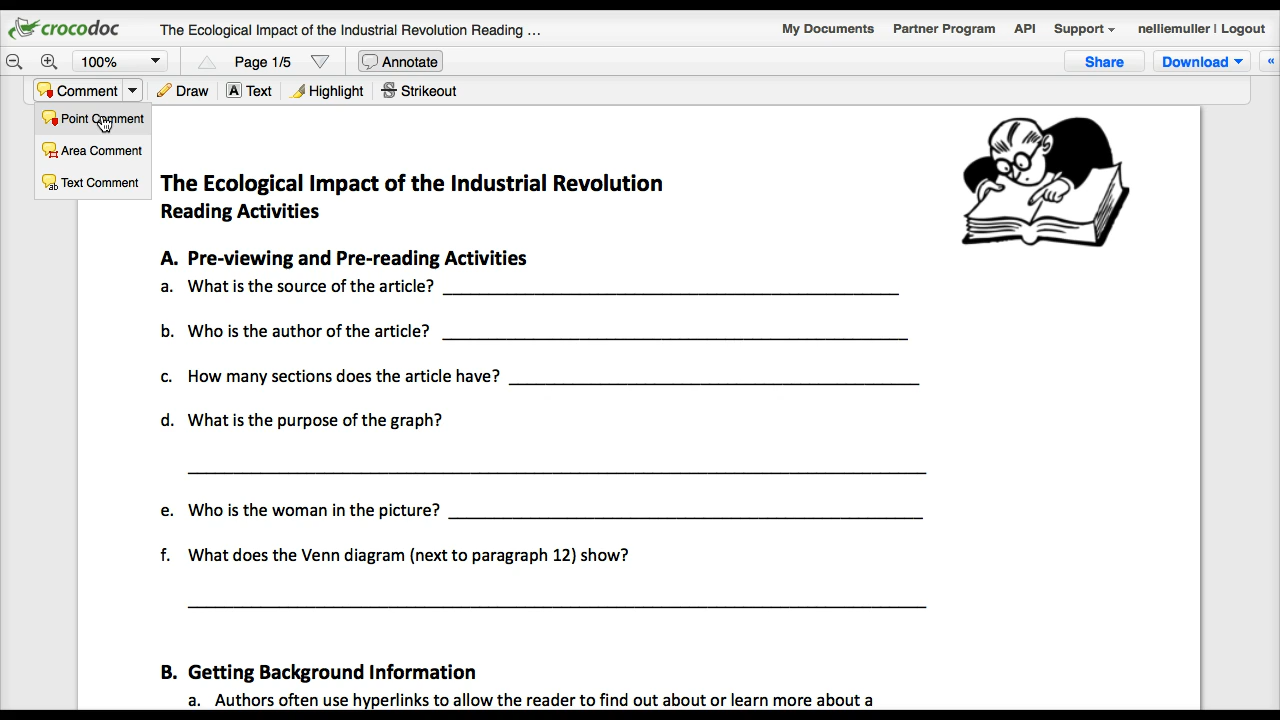 crocodoc The Ecological Impact of the Industrial Revolution Reading ... My Documents Partner Program API Support nelliemuller | Logout
100% Page 1/5 Annotate Share Download «
Comment Draw A Text Highlight Strikeout
Point Comment
Area Comment
Text Comment
The Ecological Impact of the Industrial Revolution
Reading Activities
A. Pre-viewing and Pre-reading Activities
a. What is the source of the article?
b. Who is the author of the article?
c. How many sections does the article have?
d. What is the purpose of the graph?
e. Who is the woman in the picture?
f. What does the Venn diagram (next to paragraph 12) show?
B. Getting Background Information
a. Authors often use hyperlinks to allow the reader to find out about or learn more about a